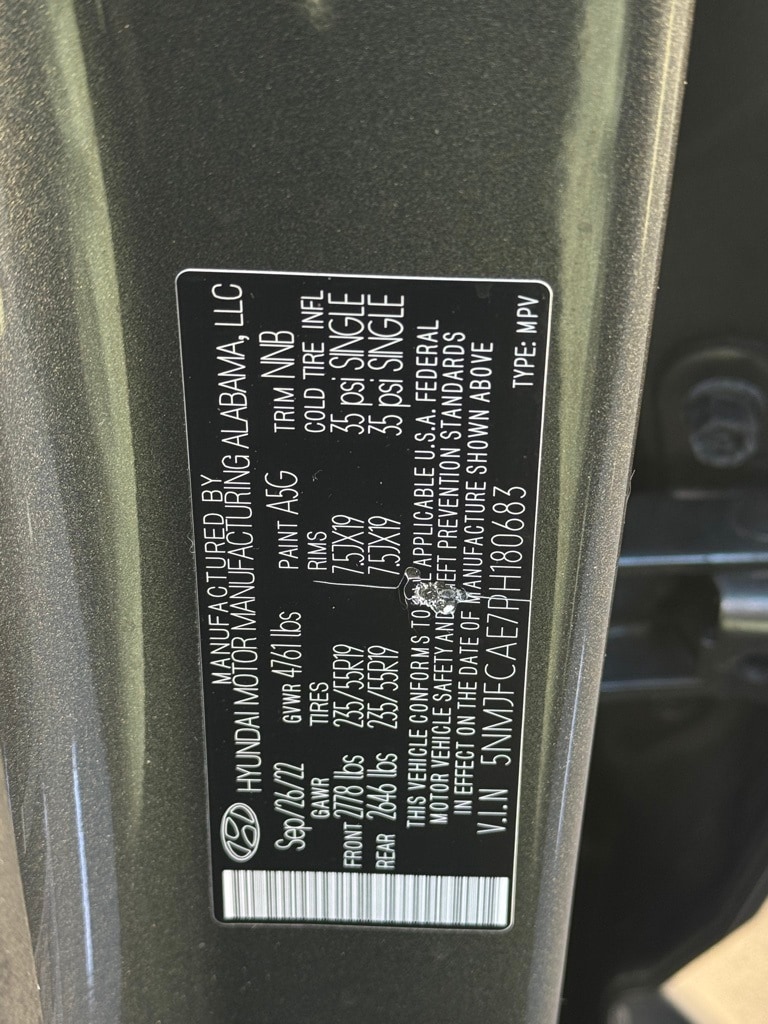 MANUFACTURED BY
HYUNDAI MOTOR MANUFACTURING ALABAMA, LLC
Sep/26/22 GVWR 4761 lbs PAINT A5G TRIM NNB
GAWR TIRES RIMS COLD TIRE INFL
FRONT 2778 lbs 235/55R19 7.5JX19 35 psi SINGLE
REAR 2646 lbs 235/55R19 7.5JX19 35 psi SINGLE
THIS VEHICLE CONFORMS TO APPLICABLE U.S.A. FEDERAL
MOTOR VEHICLE SAFETY AND PREVENTION STANDARDS
IN EFFECT ON THE DATE OF MANUFACTURE SHOWN ABOVE
V.I.N 5NMJFCAE7PH180683
TYPE: MPV